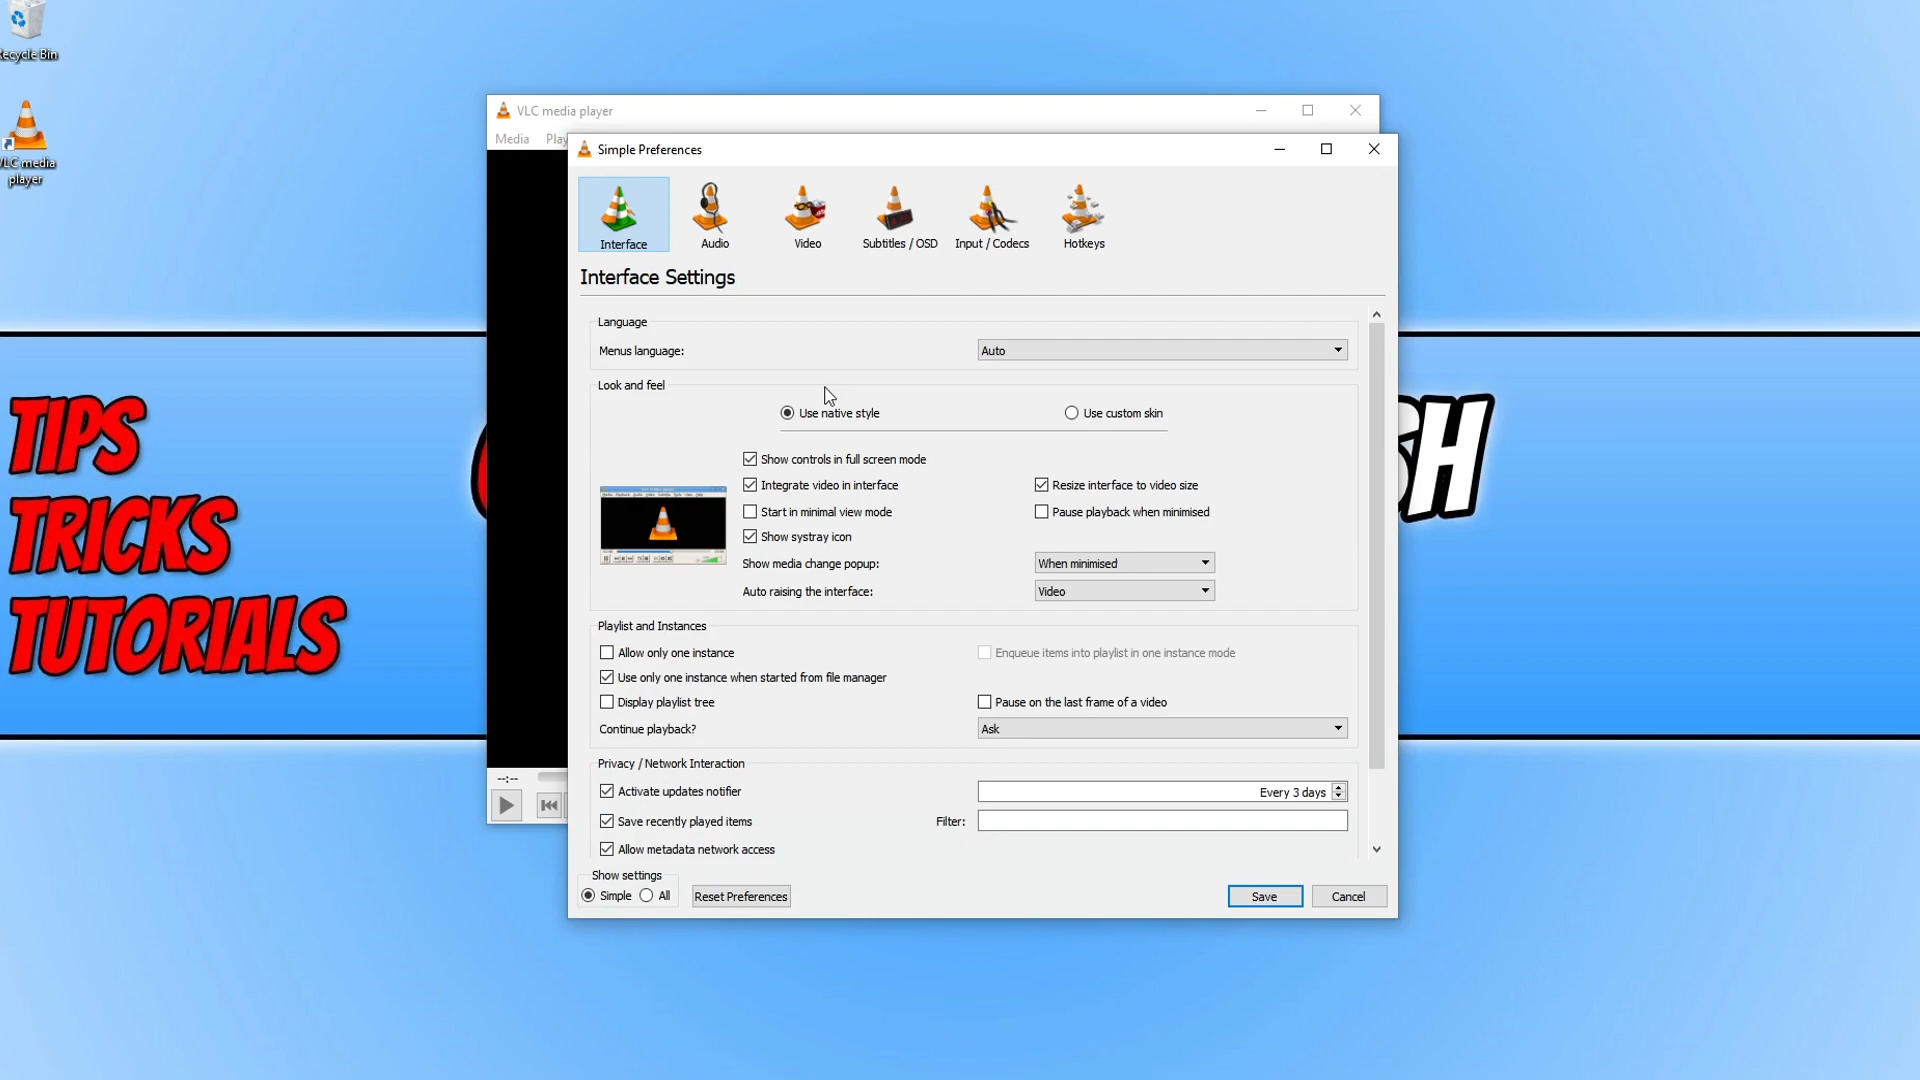 Recycle Bin
VLC media
player
VLC media player
Media
Simple Preferences
Interface
Audio
Video
Subtitles / OSD
Input / Codecs
Hotkeys
Interface Settings
Language
Menus language:
Auto
Look and feel
Use native style
Use custom skin
Show controls in full screen mode
Integrate video in interface
Resize interface to video size
Start in minimal view mode
Pause playback when minimised
Show systray icon
Show media change popup:
When minimised
Auto raising the interface:
Video
Playlist and Instances
Allow only one instance
Enqueue items into playlist in one instance mode
Use only one instance when started from file manager
Display playlist tree
Pause on the last frame of a video
Continue playback?
Ask
Privacy / Network Interaction
Activate updates notifier
Every 3 days
Save recently played items
Filter:
Allow metadata network access
Show settings
Simple
All
Reset Preferences
Save
Cancel
--:--
TIPS
TRICKS
TUTORIALS